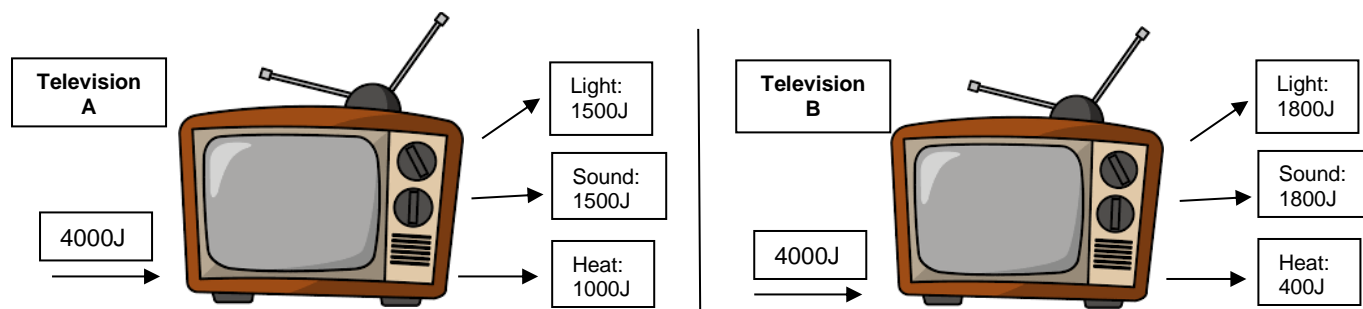 Television
A
Light:
1500J
Sound:
1500J
4000J
Heat:
1000J
Television
B
Light:
1800J
Sound:
1800J
4000J
Heat:
400J